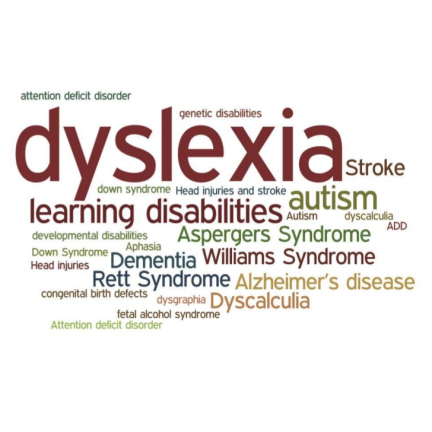 attention deficit disorder
genetic disabilities
dyslexia
Stroke
down syndrome
Head injuries and stroke
autism
learning disabilities
Autism
dyscalculia
ADD
developmental disabilities
Aspergers Syndrome
Aphasia
Down Syndrome
Dementia
Williams Syndrome
Head injuries
Rett Syndrome
Alzheimer's disease
congenital birth defects
dysgraphia
Dyscalculia
fetal alcohol syndrome
Attention deficit disorder